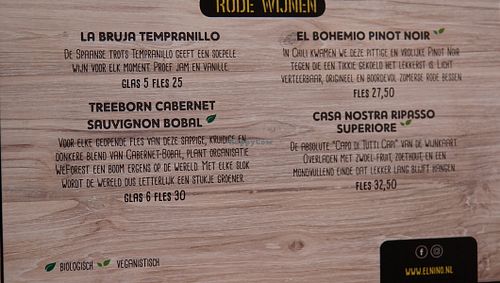 RODE WIJNEN
LA BRUJA TEMPRANILLO
DE SPAANSE TROTS TEMPRANILLO GEEFT EEN SOEPELE
WIJN VOOR ELK MOMENT. PROEF JAM EN VANILLE.
GLAS 5 FLES 25
TREEBORN CABERNET
SAUVIGNON BOBAL
VOOR ELKE GEOPENDE FLES VAN DEZE SAPPIGE, KRUIDIGE EN
DONKERE BLEND VAN CABERNET-BOBAL, PLANT ORGANISATIE
WEFOREST EEN BOOM ERGENS OP DE WERELD. MET ELKE SLOK
WORDT DE WERELD DUS LETTERLIJK EEN STUKJE GROENER.
GLAS 6 FLES 30
EL BOHEMIO PINOT NOIR
IN CHILI KWAMEN WE DEZE PITTIGE EN VROLIJKE PINOT NOIR
TEGEN DIE EEN TIKKIE GEKOELD HET LEKKERST IS. LICHT
VERTEERBAAR, ORIGINEEL EN BOORDEVOL ZOMERSE RODE BESSEN
FLES 27,50
CASA NOSTRA RIPASSO
SUPERIORE
DE ABSOLUTE "CAPO DI TUTTI CAPI" VAN DE WIJNKAART.
OVERLADEN MET ZWOEL-FRUIT, ZOETHOUT, EN EEN
MONDVULLEND EINDE DAT LEKKER LANG BLIJFT HANGEN.
FLES 32,50
BIOLOGISCH VEGANISTISCH
WWW.ELNINO.NL